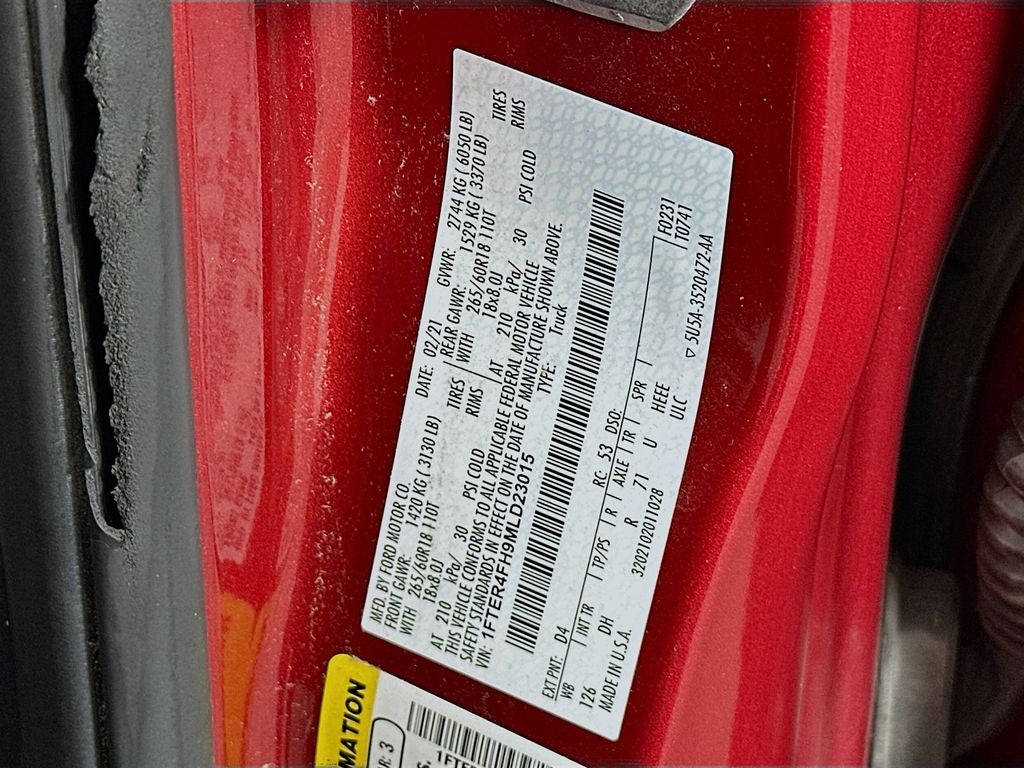 MFD. BY FORD MOTOR CO. DATE: 02/21 GVWR: 2744 KG ( 6050 LB)
FRONT GAWR: 1420 KG ( 3130 LB) REAR GAWR: 1529 KG ( 3370 LB)
WITH 265/60R18 110T TIRES WITH 265/60R18 110T TIRES
18x8.0J RIMS 18x8.0J RIMS
AT 210 kPa/ 30 PSI COLD AT 210 kPa/ 30 PSI COLD
THIS VEHICLE CONFORMS TO ALL APPLICABLE FEDERAL MOTOR VEHICLE
SAFETY STANDARDS IN EFFECT ON THE DATE OF MANUFACTURE SHOWN ABOVE.
VIN: 1FTER4FH9MLD23015 TYPE: Truck
EXT PNT: D4 RC: 53 DSO: F0231
WB INT TR TP/PS R AXLE TR SPR T0741
126 DH R 71 U HEEE
MADE IN U.S.A. 3202102011028 ULC
5U5A-3520472-AA
MATION
OR: 3
1FTE